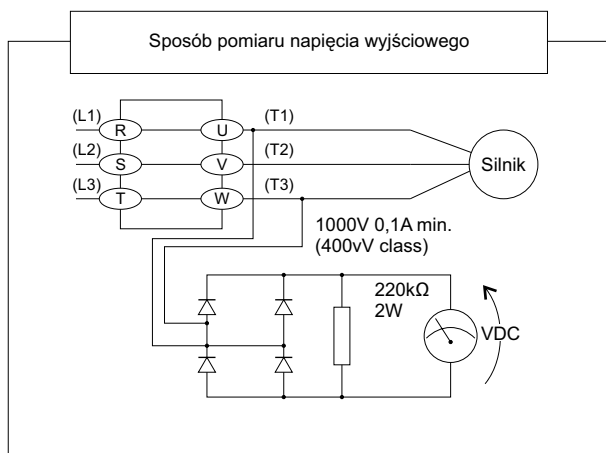 Sposób pomiaru napięcia wyjściowego
(L1) R U (T1)
(L2) S V (T2)
Silnik
(L3) T W (T3)
1000V 0,1A min.
(400vV class)
220kΩ
2W
VDC